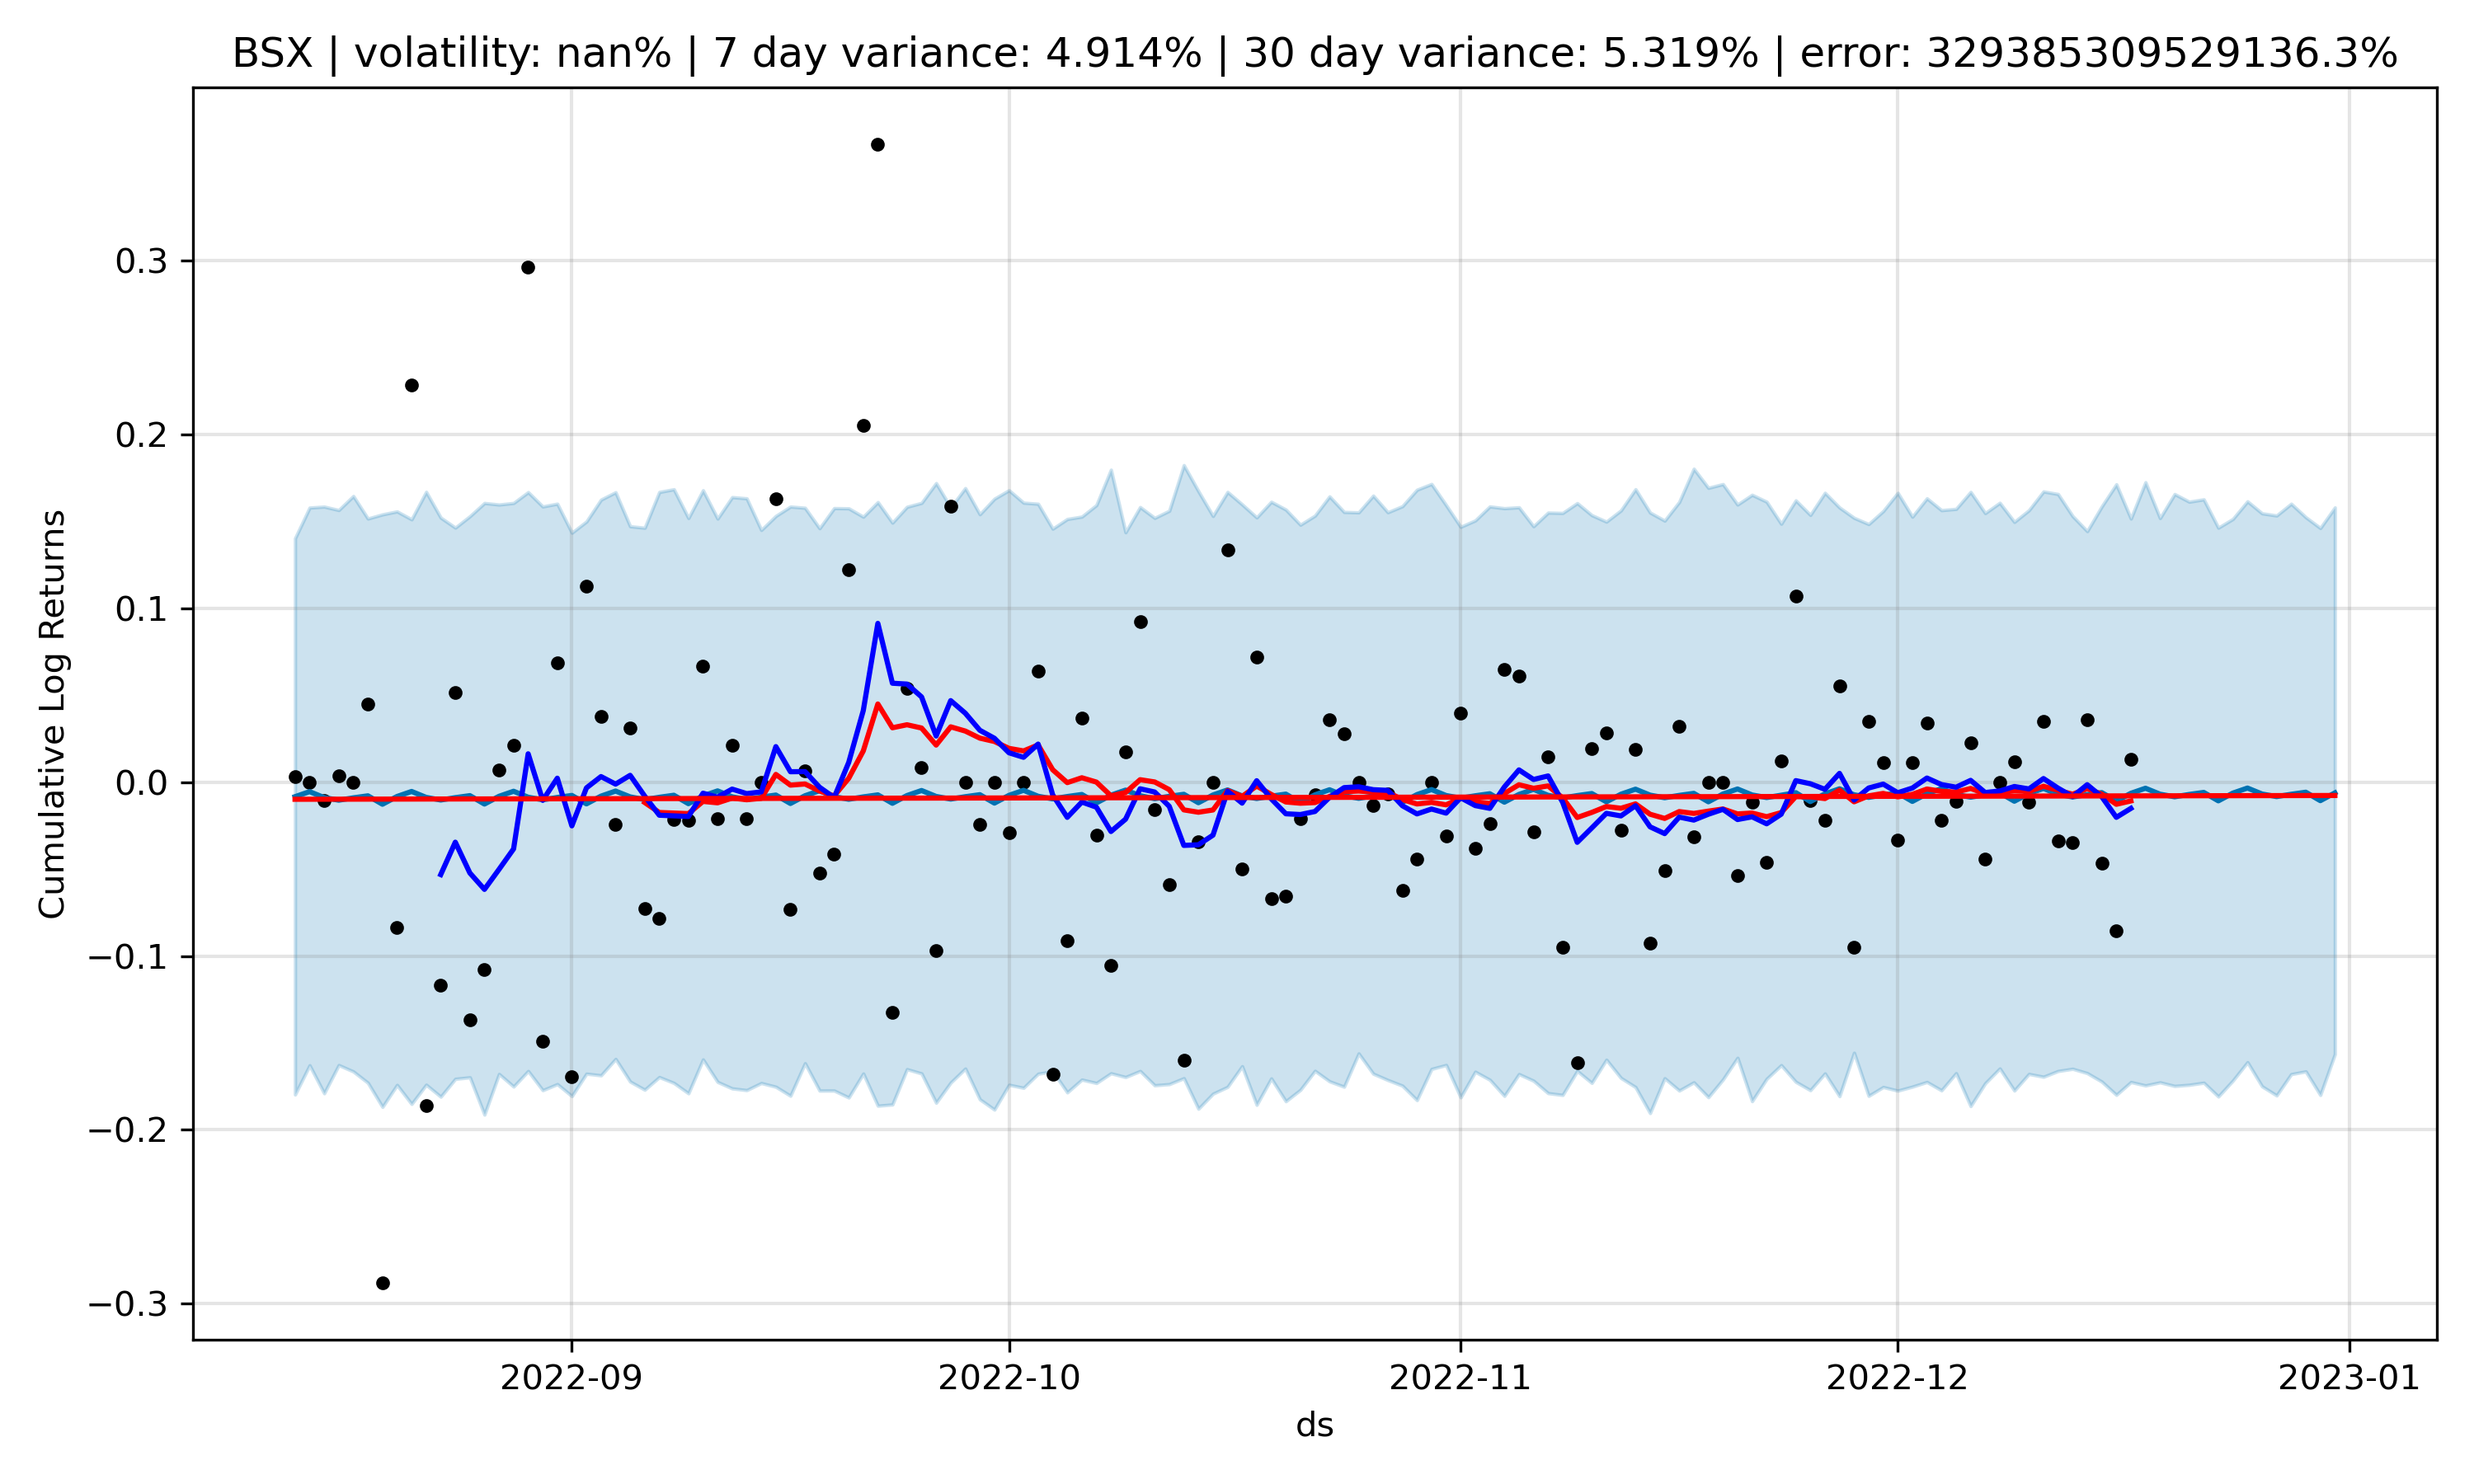 BSX | volatility: nan% | 7 day variance: 4.914% | 30 day variance: 5.319% | error: 329385309529136.3%
Cumulative Log Returns
0.3
0.2
0.1
0.0
−0.1
−0.2
−0.3
2022-09 2022-10 2022-11 2022-12 2023-01
ds